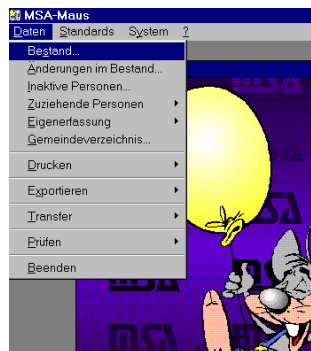 MSA-Maus
Daten Standards System ?
Bestand...
Änderungen im Bestand...
Inaktive Personen...
Zuziehende Personen
Eigenerfassung
Gemeindeverzeichnis...
Drucken
Exportieren
Transfer
Prüfen
Beenden
msa